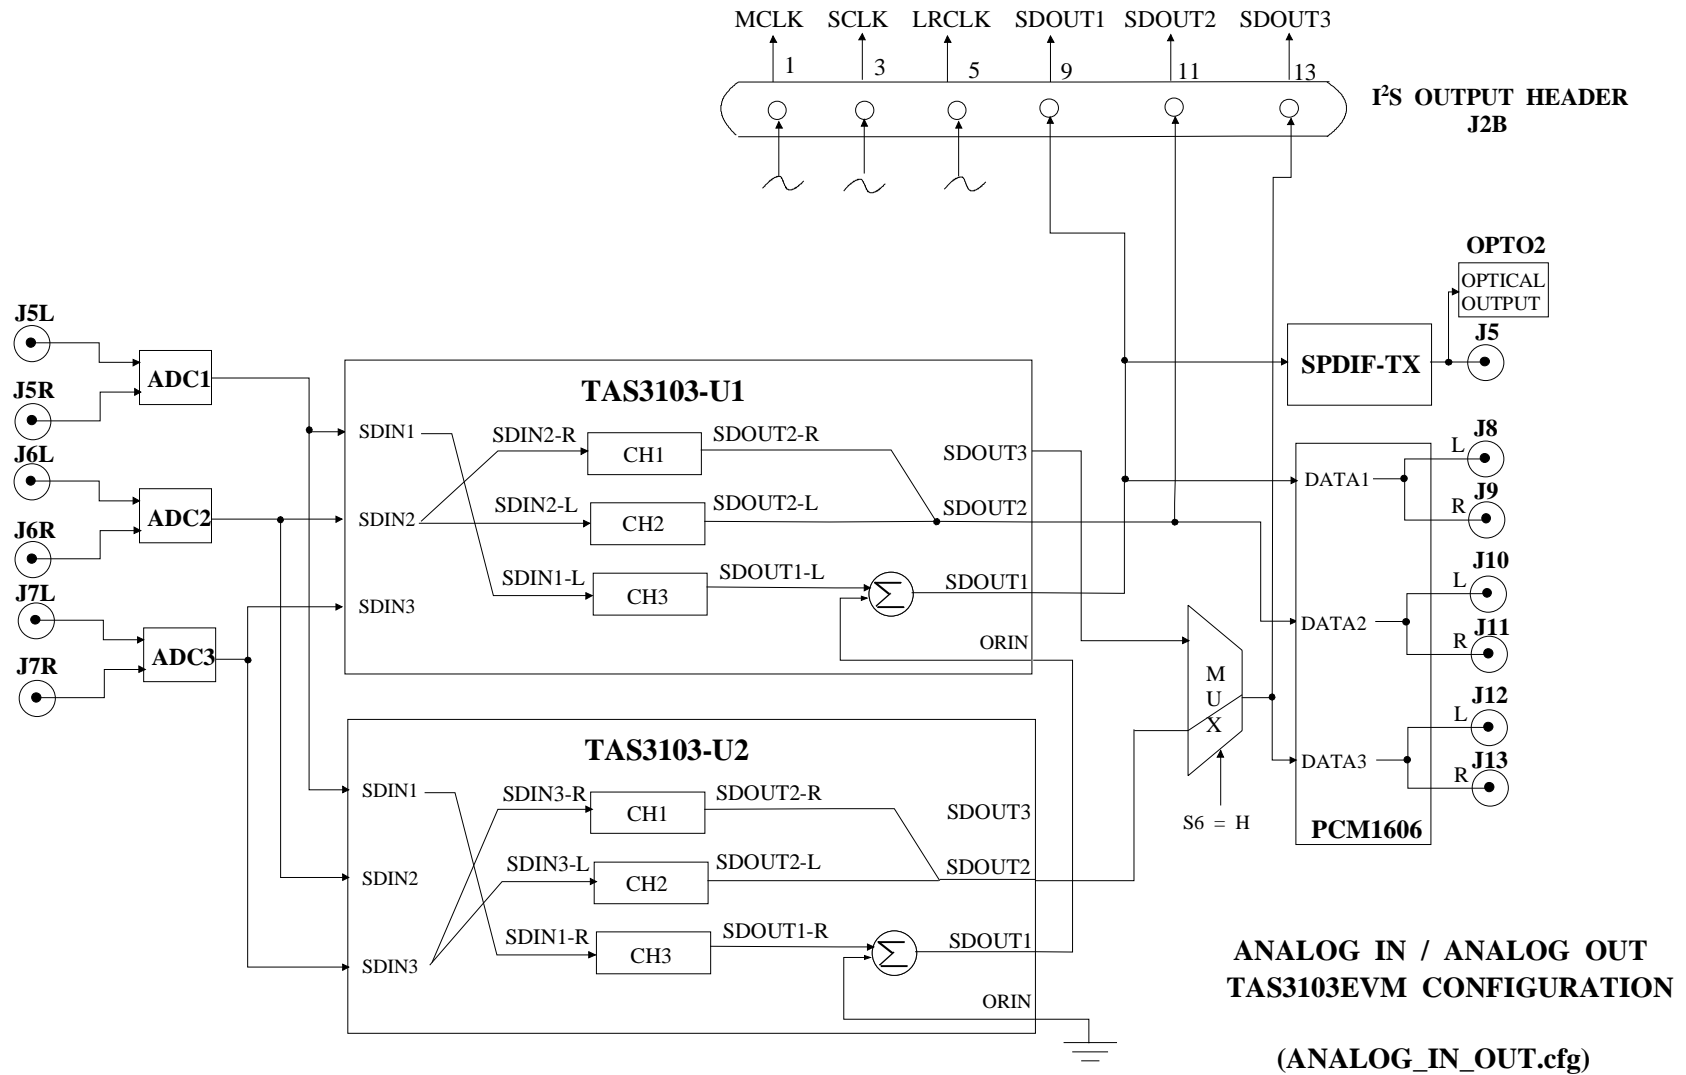 MCLK SCLK LRCLK SDOUT1 SDOUT2 SDOUT3
1 3 5 9 11 13
I²S OUTPUT HEADER
J2B
OPTO2
OPTICAL
OUTPUT
J5
SPDIF-TX
J5L
J5R
ADC1
J6L
J6R
ADC2
J7L
J7R
ADC3
TAS3103-U1
SDIN1
SDIN2
SDIN3
SDIN2-R
CH1
SDOUT2-R
SDIN2-L
CH2
SDOUT2-L
SDIN1-L
CH3
SDOUT1-L
Σ
SDOUT3
SDOUT2
SDOUT1
ORIN
TAS3103-U2
SDIN1
SDIN2
SDIN3
SDIN3-R
CH1
SDOUT2-R
SDIN3-L
CH2
SDOUT2-L
SDIN1-R
CH3
SDOUT1-R
Σ
SDOUT3
SDOUT2
SDOUT1
ORIN
M
U
X
S6 = H
DATA1
DATA2
DATA3
PCM1606
J8
L
J9
R
J10
L
J11
R
J12
L
J13
R
ANALOG IN / ANALOG OUT
TAS3103EVM CONFIGURATION
(ANALOG_IN_OUT.cfg)